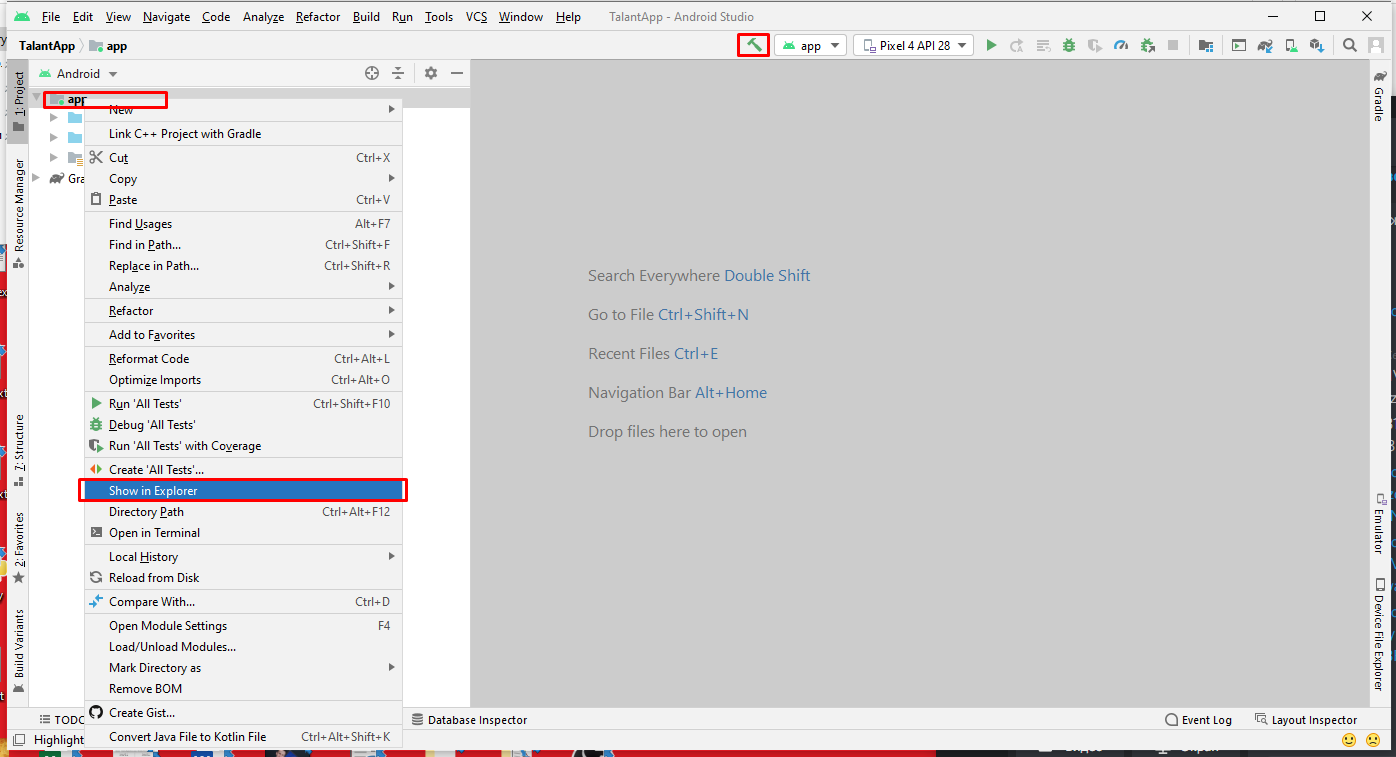 File Edit View Navigate Code Analyze Refactor Build Run Tools VCS Window Help TalantApp - Android Studio
TalantApp app
app Pixel 4 API 28
Android
1: Project
Resource Manager
7: Structure
2: Favorites
Build Variants
app
Gra
New
Link C++ Project with Gradle
Cut Ctrl+X
Copy
Paste Ctrl+V
Find Usages Alt+F7
Find in Path... Ctrl+Shift+F
Replace in Path... Ctrl+Shift+R
Analyze
Refactor
Add to Favorites
Reformat Code Ctrl+Alt+L
Optimize Imports Ctrl+Alt+O
Run 'All Tests' Ctrl+Shift+F10
Debug 'All Tests'
Run 'All Tests' with Coverage
Create 'All Tests'...
Show in Explorer
Directory Path Ctrl+Alt+F12
Open in Terminal
Local History
Reload from Disk
Compare With... Ctrl+D
Open Module Settings F4
Load/Unload Modules...
Mark Directory as
Remove BOM
Create Gist...
Convert Java File to Kotlin File Ctrl+Alt+Shift+K
Search Everywhere Double Shift
Go to File Ctrl+Shift+N
Recent Files Ctrl+E
Navigation Bar Alt+Home
Drop files here to open
Gradle
Emulator
Device File Explorer
TODO
Database Inspector
Event Log
Layout Inspector
Highlight